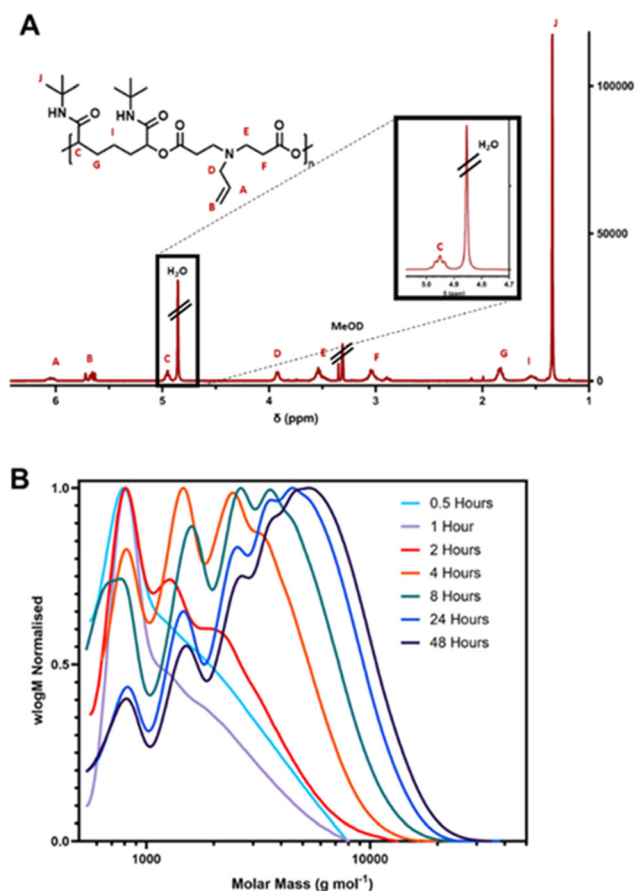 A
J
NH
O
NH
O
I
C
G
O
O
N
E
F
O
O
n
D
A
B
J
100000
50000
0
H₂O
C
5.0 4.9 4.8 4.7
δ (ppm)
H₂O
MeOD
A
B
C
D
E
F
G
I
6 5 4 3 2 1
δ (ppm)
B
wlogM Normalised
1.0
0.5
0.0
0.5 Hours
1 Hour
2 Hours
4 Hours
8 Hours
24 Hours
48 Hours
1000 10000
Molar Mass (g mol⁻¹)